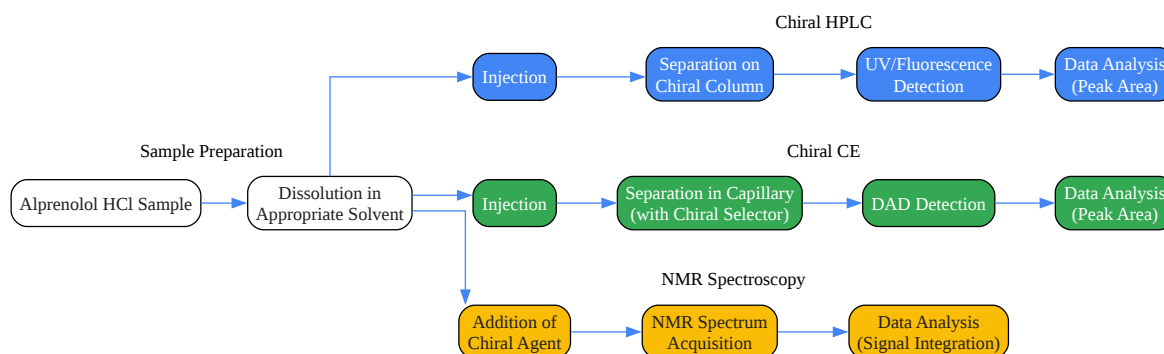 Chiral HPLC
Injection
Separation on
Chiral Column
UV/Fluorescence
Detection
Data Analysis
(Peak Area)
Sample Preparation
Chiral CE
Alprenolol HCl Sample
Dissolution in
Appropriate Solvent
Injection
Separation in Capillary
(with Chiral Selector)
DAD Detection
Data Analysis
(Peak Area)
NMR Spectroscopy
Addition of
Chiral Agent
NMR Spectrum
Acquisition
Data Analysis
(Signal Integration)